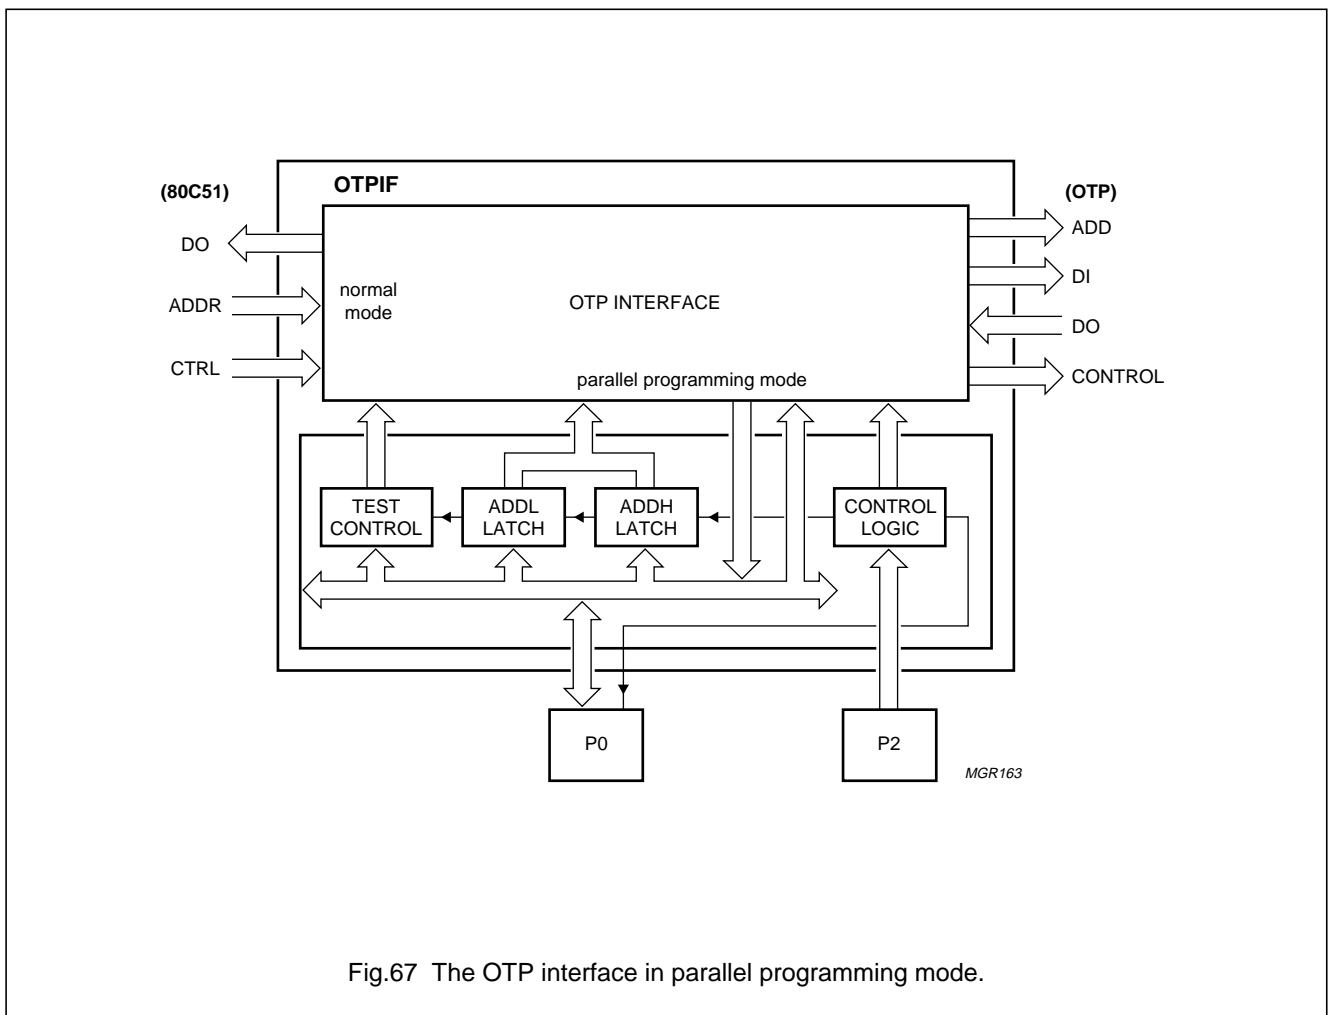 (80C51)
OTPIF
(OTP)
DO
ADD
normal
mode
OTP INTERFACE
DI
ADDR
DO
CTRL
parallel programming mode
CONTROL
TEST
CONTROL
ADDL
LATCH
ADDH
LATCH
CONTROL
LOGIC
P0
P2
MGR163
Fig.67 The OTP interface in parallel programming mode.